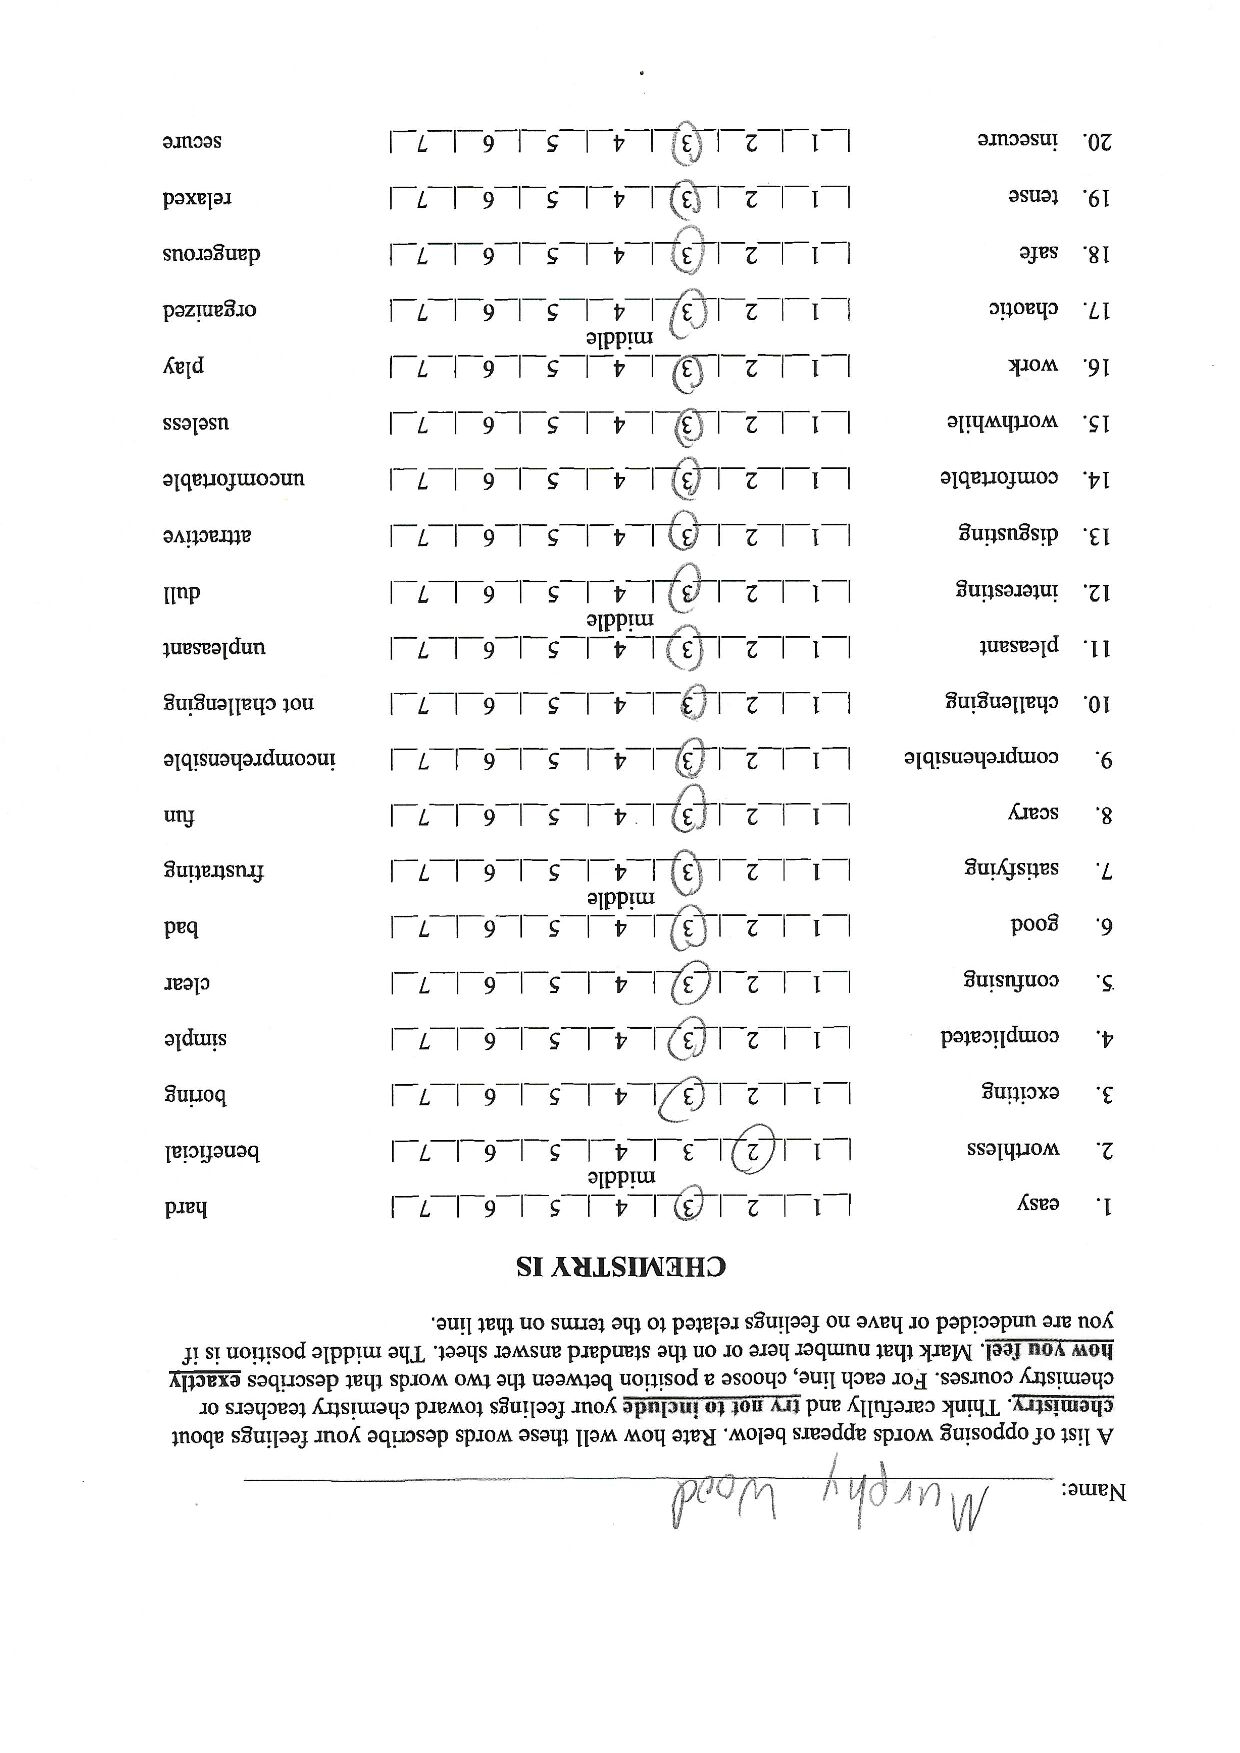 Name: Murphy Wood
A list of opposing words appears below. Rate how well these words describe your feelings about
chemistry. Think carefully and try not to include your feelings toward chemistry teachers or
chemistry courses. For each line, choose a position between the two words that describes exactly
how you feel. Mark that number here or on the standard answer sheet. The middle position is if
you are undecided or have no feelings related to the terms on that line.
CHEMISTRY IS
1. easy |_1_|_2_|_3_|_4_|_5_|_6_|_7_| hard
middle
2. worthless |_1_|_2_|_3_|_4_|_5_|_6_|_7_| beneficial
3. exciting |_1_|_2_|_3_|_4_|_5_|_6_|_7_| boring
4. complicated |_1_|_2_|_3_|_4_|_5_|_6_|_7_| simple
5. confusing |_1_|_2_|_3_|_4_|_5_|_6_|_7_| clear
6. good |_1_|_2_|_3_|_4_|_5_|_6_|_7_| bad
middle
7. satisfying |_1_|_2_|_3_|_4_|_5_|_6_|_7_| frustrating
8. scary |_1_|_2_|_3_|_4_|_5_|_6_|_7_| fun
9. comprehensible |_1_|_2_|_3_|_4_|_5_|_6_|_7_| incomprehensible
10. challenging |_1_|_2_|_3_|_4_|_5_|_6_|_7_| not challenging
11. pleasant |_1_|_2_|_3_|_4_|_5_|_6_|_7_| unpleasant
middle
12. interesting |_1_|_2_|_3_|_4_|_5_|_6_|_7_| dull
13. disgusting |_1_|_2_|_3_|_4_|_5_|_6_|_7_| attractive
14. comfortable |_1_|_2_|_3_|_4_|_5_|_6_|_7_| uncomfortable
15. worthwhile |_1_|_2_|_3_|_4_|_5_|_6_|_7_| useless
16. work |_1_|_2_|_3_|_4_|_5_|_6_|_7_| play
middle
17. chaotic |_1_|_2_|_3_|_4_|_5_|_6_|_7_| organized
18. safe |_1_|_2_|_3_|_4_|_5_|_6_|_7_| dangerous
19. tense |_1_|_2_|_3_|_4_|_5_|_6_|_7_| relaxed
20. insecure |_1_|_2_|_3_|_4_|_5_|_6_|_7_| secure